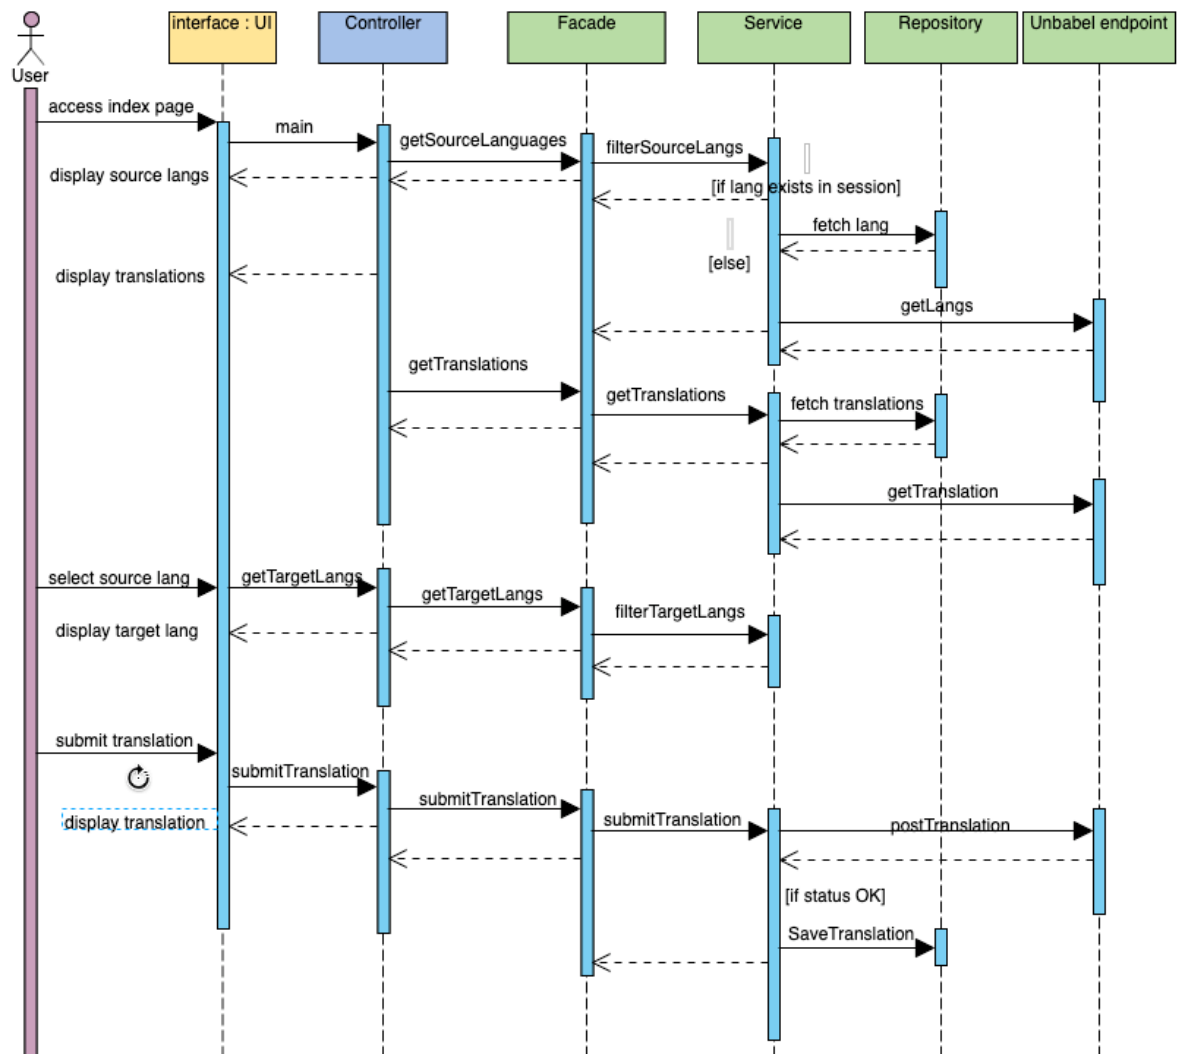 interface : UI
Controller
Facade
Service
Repository
Unbabel endpoint
User
access index page
main
getSourceLanguages
filterSourceLangs
display source langs
[if lang exists in session]
fetch lang
[else]
display translations
getLangs
getTranslations
getTranslations
fetch translations
getTranslation
select source lang
getTargetLangs
getTargetLangs
filterTargetLangs
display target lang
submit translation
submitTranslation
submitTranslation
submitTranslation
postTranslation
display translation
[if status OK]
SaveTranslation